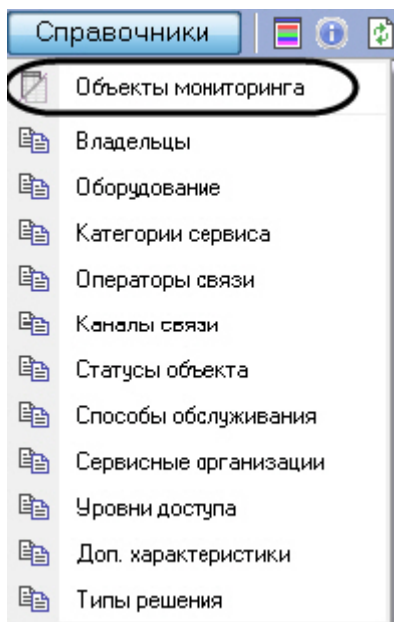 Справочники
Объекты мониторинга
Владельцы
Оборудование
Категории сервиса
Операторы связи
Каналы связи
Статусы объекта
Способы обслуживания
Сервисные организации
Уровни доступа
Доп. характеристики
Типы решения